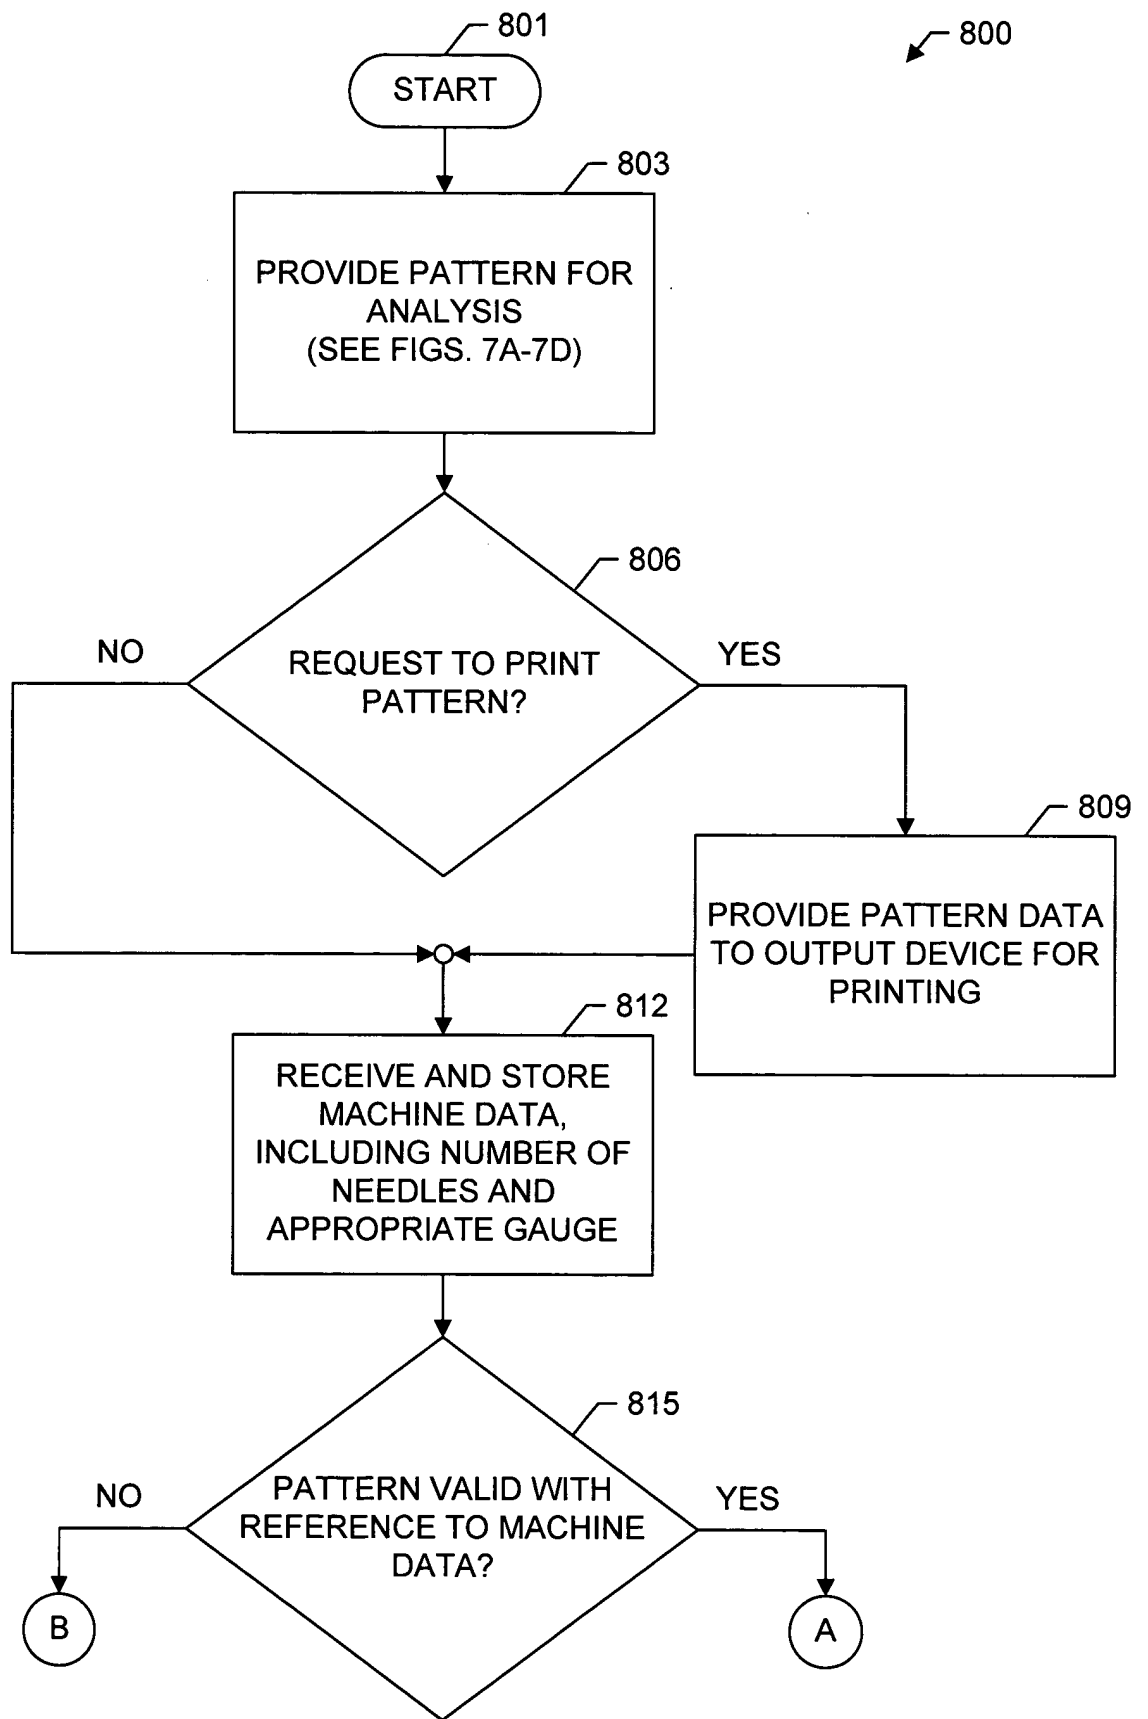 801
800
START
803
PROVIDE PATTERN FOR
ANALYSIS
(SEE FIGS. 7A-7D)
806
NO
REQUEST TO PRINT
PATTERN?
YES
809
PROVIDE PATTERN DATA
TO OUTPUT DEVICE FOR
PRINTING
812
RECEIVE AND STORE
MACHINE DATA,
INCLUDING NUMBER OF
NEEDLES AND
APPROPRIATE GAUGE
815
NO
PATTERN VALID WITH
REFERENCE TO MACHINE
DATA?
YES
B
A